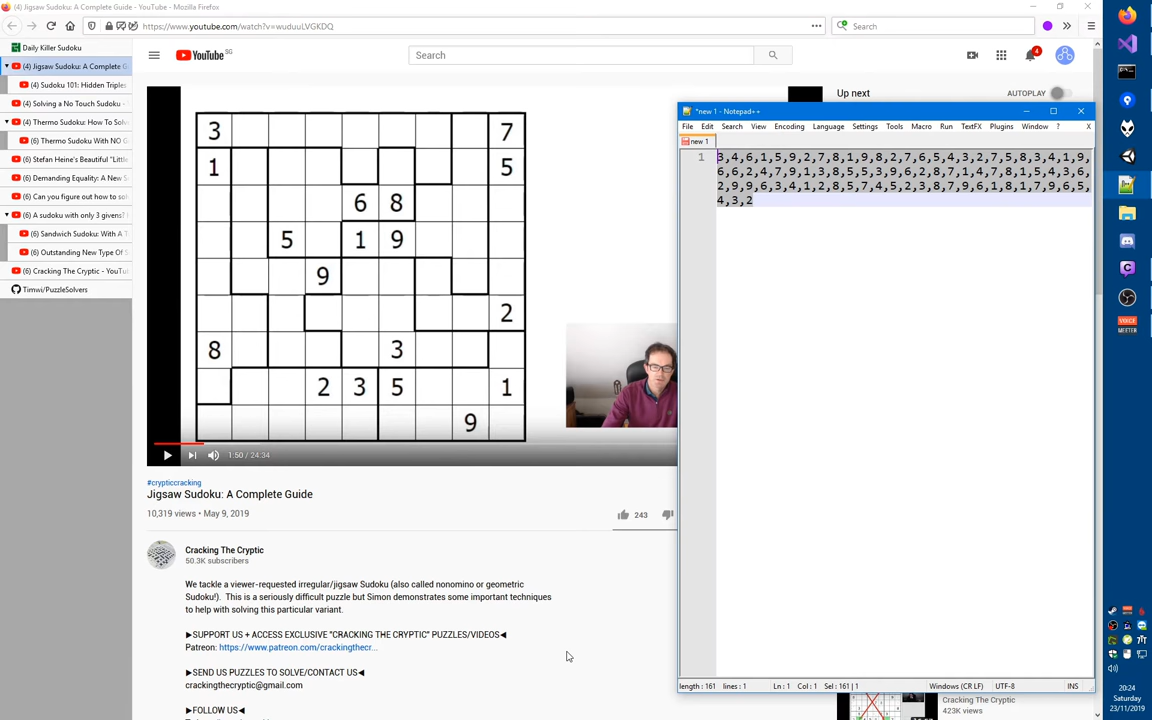 (4) Jigsaw Sudoku: A Complete Guide - YouTube - Mozilla Firefox
https://www.youtube.com/watch?v=wuduuLVGKDQ
Search
Daily Killer Sudoku
(4) Jigsaw Sudoku: A Complete G
(4) Sudoku 101: Hidden Triples
(4) Solving a No Touch Sudoku -
(4) Thermo Sudoku: How To Solv
(6) Thermo Sudoku With NO G
(6) Stefan Heine's Beautiful "Little
(6) Demanding Equality: A New S
(6) Can you figure out how to so
(6) A sudoku with only 3 givens?
(6) Sandwich Sudoku: With A T
(6) Outstanding New Type Of S
(6) Cracking The Cryptic - YouTu
Timwi/PuzzleSolvers
YouTube SG
Search
4
Up next
AUTOPLAY
3 7
1 5
6 8
5 1 9
9
2
8 3
2 3 5 1
9
1:50 / 24:34
#crypticcracking
Jigsaw Sudoku: A Complete Guide
10,319 views • May 9, 2019
243
Cracking The Cryptic
50.3K subscribers
We tackle a viewer-requested irregular/jigsaw Sudoku (also called nonomino or geometric
Sudoku!). This is a seriously difficult puzzle but Simon demonstrates some important techniques
to help with solving this particular variant.
▶SUPPORT US + ACCESS EXCLUSIVE "CRACKING THE CRYPTIC" PUZZLES/VIDEOS◀
Patreon: https://www.patreon.com/crackingthecr...
▶SEND US PUZZLES TO SOLVE/CONTACT US◀
crackingthecryptic@gmail.com
▶FOLLOW US◀
*new 1 - Notepad++
File Edit Search View Encoding Language Settings Tools Macro Run TextFX Plugins Window ? X
new 1
1
3,4,6,1,5,9,2,7,8,1,9,8,2,7,6,5,4,3,2,7,5,8,3,4,1,9,
6,6,2,4,7,9,1,3,8,5,5,3,9,6,2,8,7,1,4,7,8,1,5,4,3,6,
2,9,9,6,3,4,1,2,8,5,7,4,5,2,3,8,7,9,6,1,8,1,7,9,6,5,
4,3,2
length : 161 lines : 1
Ln : 1 Col : 1 Sel : 161 | 1
Windows (CR LF)
UTF-8
INS
Cracking The Cryptic
423K views
VOICE
MEETER
20:24
Saturday
23/11/2019